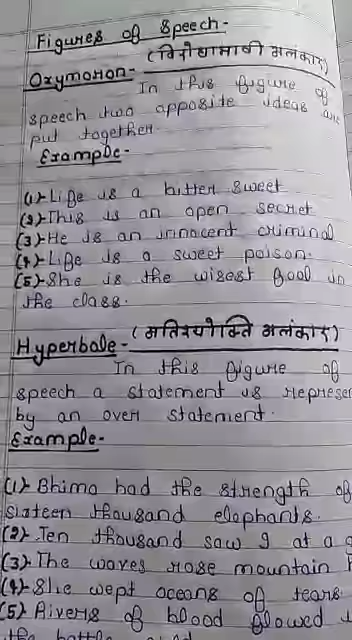 Figures of Speech-
Oxymoron- (विरोधाभाषी अलंकार)
In this figure of
speech two opposite ideas are
put together.
Example-
(1) Life is a bitter sweet
(2) This is an open secret
(3) He is an innocent criminal
(4) Life is a sweet poison.
(5) She is the wisest fool in
the class.
Hyperbole- (अतिश्योक्ति अलंकार)
In this figure of
speech a statement is
by an over statement.
Example-
(1) Bhima had the strength of
sixteen thousand elephants.
(2) Ten thousand saw I at a
(3) The waves rose mountain
(4) She wept oceans of tears.
(5) Rivers of blood flowed
the battle